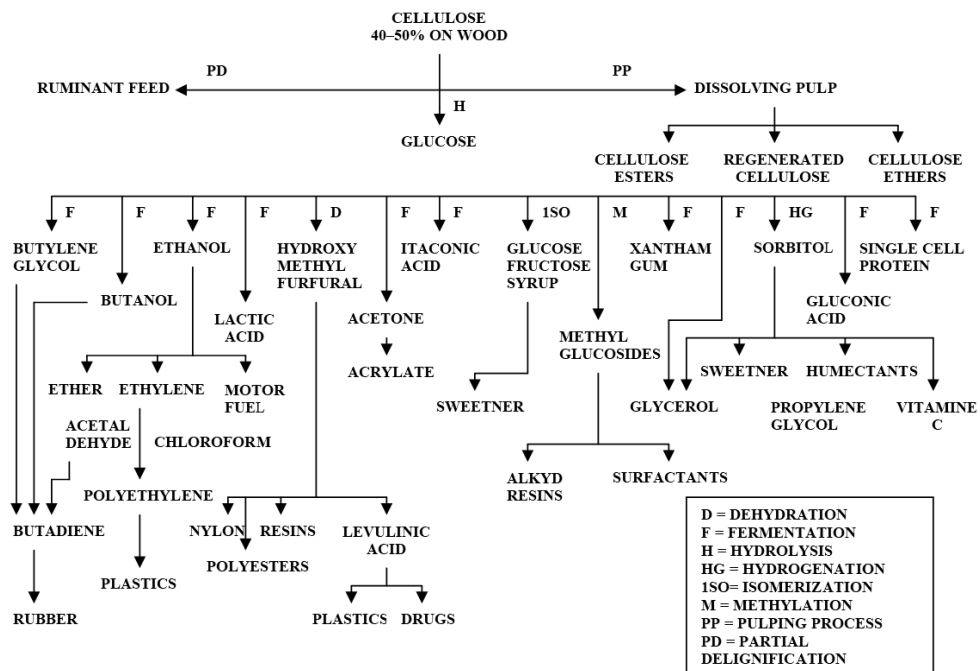 CELLULOSE
40–50% ON WOOD
PD
PP
RUMINANT FEED
DISSOLVING PULP
H
GLUCOSE
CELLULOSE
ESTERS
REGENERATED
CELLULOSE
CELLULOSE
ETHERS
F
F
F
F
D
F
F
1SO
M
F
F
HG
F
F
BUTYLENE
GLYCOL
ETHANOL
HYDROXY
METHYL
FURFURAL
ITACONIC
ACID
GLUCOSE
FRUCTOSE
SYRUP
XANTHAM
GUM
SORBITOL
SINGLE CELL
PROTEIN
BUTANOL
LACTIC
ACID
ACETONE
METHYL
GLUCOSIDES
GLUCONIC
ACID
ACRYLATE
ETHER
ETHYLENE
MOTOR
FUEL
SWEETNER
GLYCEROL
SWEETNER
HUMECTANTS
PROPYLENE
GLYCOL
VITAMINE
C
ACETAL
DEHYDE
CHLOROFORM
ALKYD
RESINS
SURFACTANTS
POLYETHYLENE
BUTADIENE
NYLON
RESINS
LEVULINIC
ACID
POLYESTERS
PLASTICS
RUBBER
PLASTICS
DRUGS
D = DEHYDRATION
F = FERMENTATION
H = HYDROLYSIS
HG = HYDROGENATION
1SO= ISOMERIZATION
M = METHYLATION
PP = PULPING PROCESS
PD = PARTIAL
DELIGNIFICATION